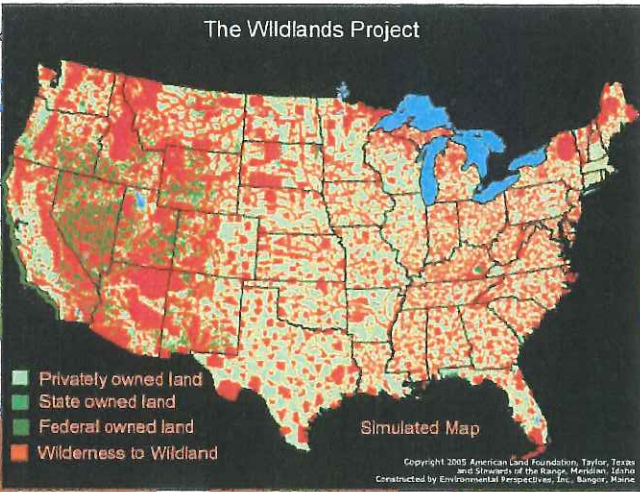 The Wildlands Project
Privately owned land
State owned land
Federal owned land
Wilderness to Wildland
Simulated Map
Copyright 2005 American Land Foundation, Taylor, Texas
and Stewards of the Range, Meridian, Idaho
Constructed by Environmental Perspectives, Inc., Bangor, Maine